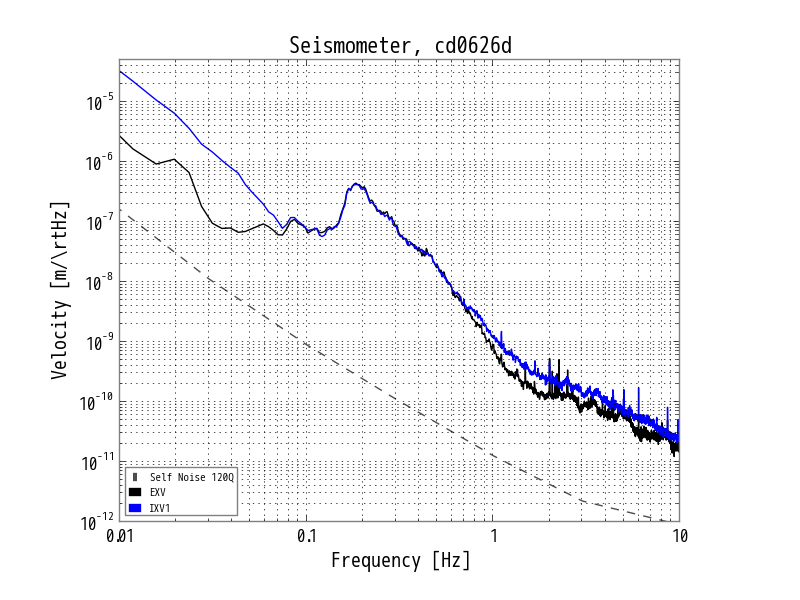 Seismometer, cd0626d
Velocity [m/\rtHz]
10^-5
10^-6
10^-7
10^-8
10^-9
10^-10
10^-11
10^-12
Self Noise 120Q
EXV
IXV1
0.01 0.1 1 10
Frequency [Hz]